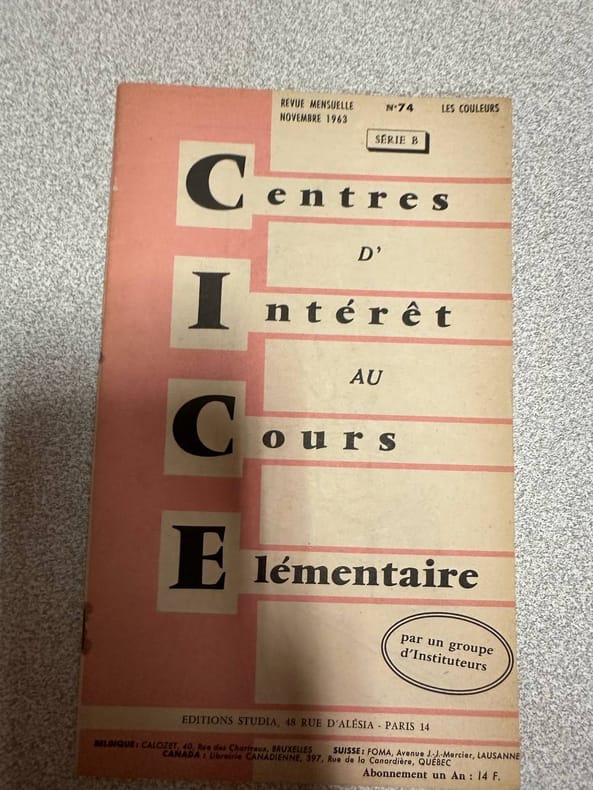 REVUE MENSUELLE N°74 LES COULEURS
NOVEMBRE 1963
SÉRIE B
Centres
D'
Intérêt
AU
Cours
Elémentaire
par un groupe
d'Instituteurs
EDITIONS STUDIA, 48 RUE D'ALÉSIA - PARIS 14
BELGIQUE: CALOZET, 40, Rue des Chartreux, BRUXELLES SUISSE: FOMA, Avenue J.-J.-Mercier, LAUSANNE
CANADA: Librairie CANADIENNE, 397, Rue de la Canardière, QUÉBEC
Abonnement un An : 14 F.